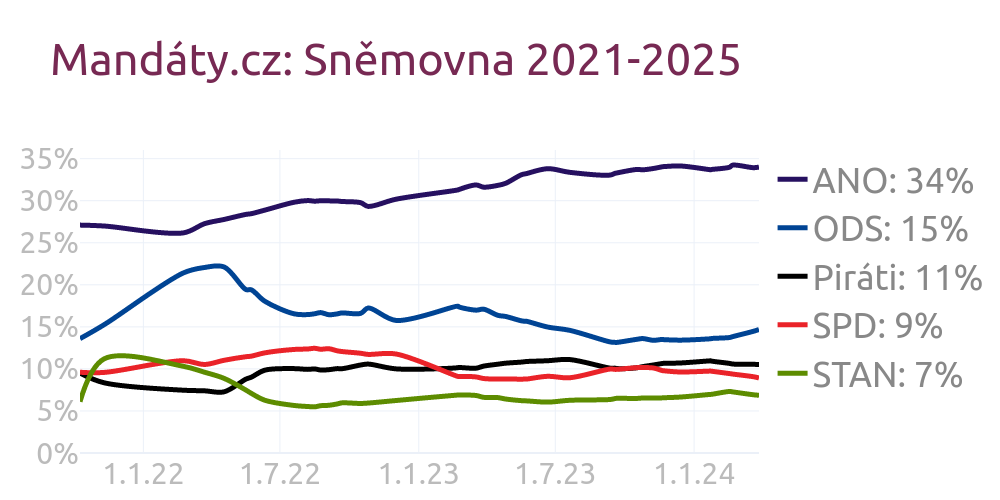 Mandáty.cz: Sněmovna 2021-2025
35%
30%
25%
20%
15%
10%
5%
0%
1.1.22 1.7.22 1.1.23 1.7.23 1.1.24
ANO: 34%
ODS: 15%
Piráti: 11%
SPD: 9%
STAN: 7%